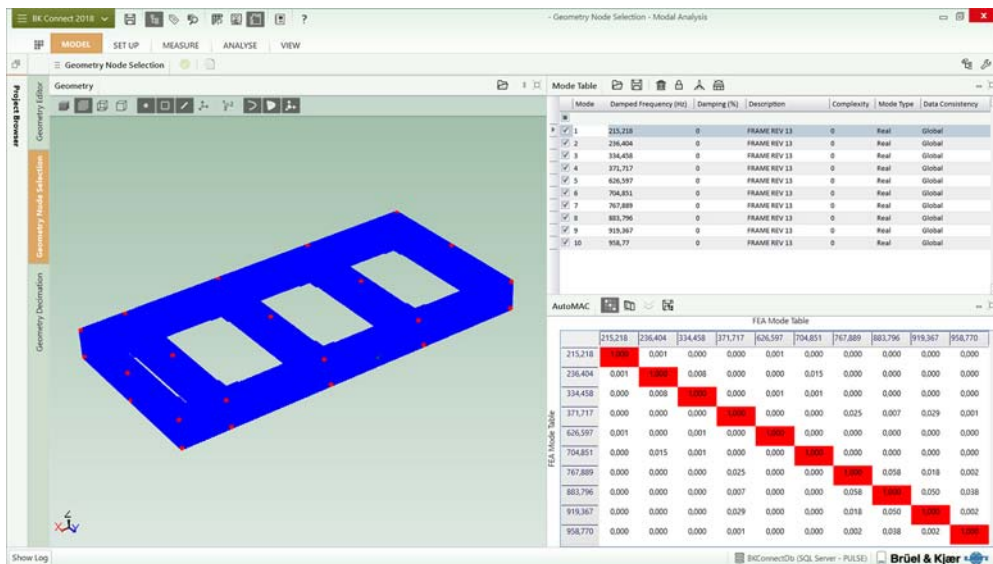 BK Connect 2018
?
- Geometry Node Selection - Modal Analysis
X
MODEL SET UP MEASURE ANALYSE VIEW
Geometry Node Selection
Project Browser
Geometry Editor
Geometry Node Selection
Geometry Decimation
Geometry
X Y Z
Mode Table
Mode Damped Frequency (Hz) Damping (%) Description Complexity Mode Type Data Consistency
1 215,218 0 FRAME REV 13 0 Real Global
2 236,404 0 FRAME REV 13 0 Real Global
3 334,458 0 FRAME REV 13 0 Real Global
4 371,717 0 FRAME REV 13 0 Real Global
5 626,597 0 FRAME REV 13 0 Real Global
6 704,851 0 FRAME REV 13 0 Real Global
7 767,889 0 FRAME REV 13 0 Real Global
8 883,796 0 FRAME REV 13 0 Real Global
9 919,367 0 FRAME REV 13 0 Real Global
10 958,77 0 FRAME REV 13 0 Real Global
AutoMAC
FEA Mode Table
FEA Mode Table
215,218 236,404 334,458 371,717 626,597 704,851 767,889 883,796 919,367 958,770
215,218 1,000 0,001 0,000 0,000 0,001 0,000 0,000 0,000 0,000 0,000
236,404 0,001 1,000 0,008 0,000 0,000 0,015 0,000 0,000 0,000 0,000
334,458 0,000 0,008 1,000 0,000 0,001 0,001 0,000 0,000 0,000 0,000
371,717 0,000 0,000 0,000 1,000 0,000 0,000 0,025 0,007 0,029 0,001
626,597 0,001 0,000 0,001 0,000 1,000 0,000 0,000 0,000 0,000 0,000
704,851 0,000 0,015 0,001 0,000 0,000 1,000 0,000 0,000 0,000 0,000
767,889 0,000 0,000 0,000 0,025 0,000 0,000 1,000 0,058 0,018 0,002
883,796 0,000 0,000 0,000 0,007 0,000 0,000 0,058 1,000 0,050 0,038
919,367 0,000 0,000 0,000 0,029 0,000 0,000 0,018 0,050 1,000 0,002
958,770 0,000 0,000 0,000 0,001 0,000 0,000 0,002 0,038 0,002 1,000
Show Log
BKConnectDb (SQL Server - PULSE)
Brüel & Kjær